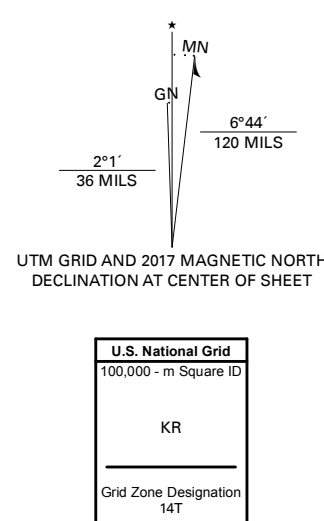 ★
MN
GN
6°44´
120 MILS
2°1´
36 MILS
UTM GRID AND 2017 MAGNETIC NORTH
DECLINATION AT CENTER OF SHEET
U.S. National Grid
100,000 - m Square ID
KR
Grid Zone Designation
14T